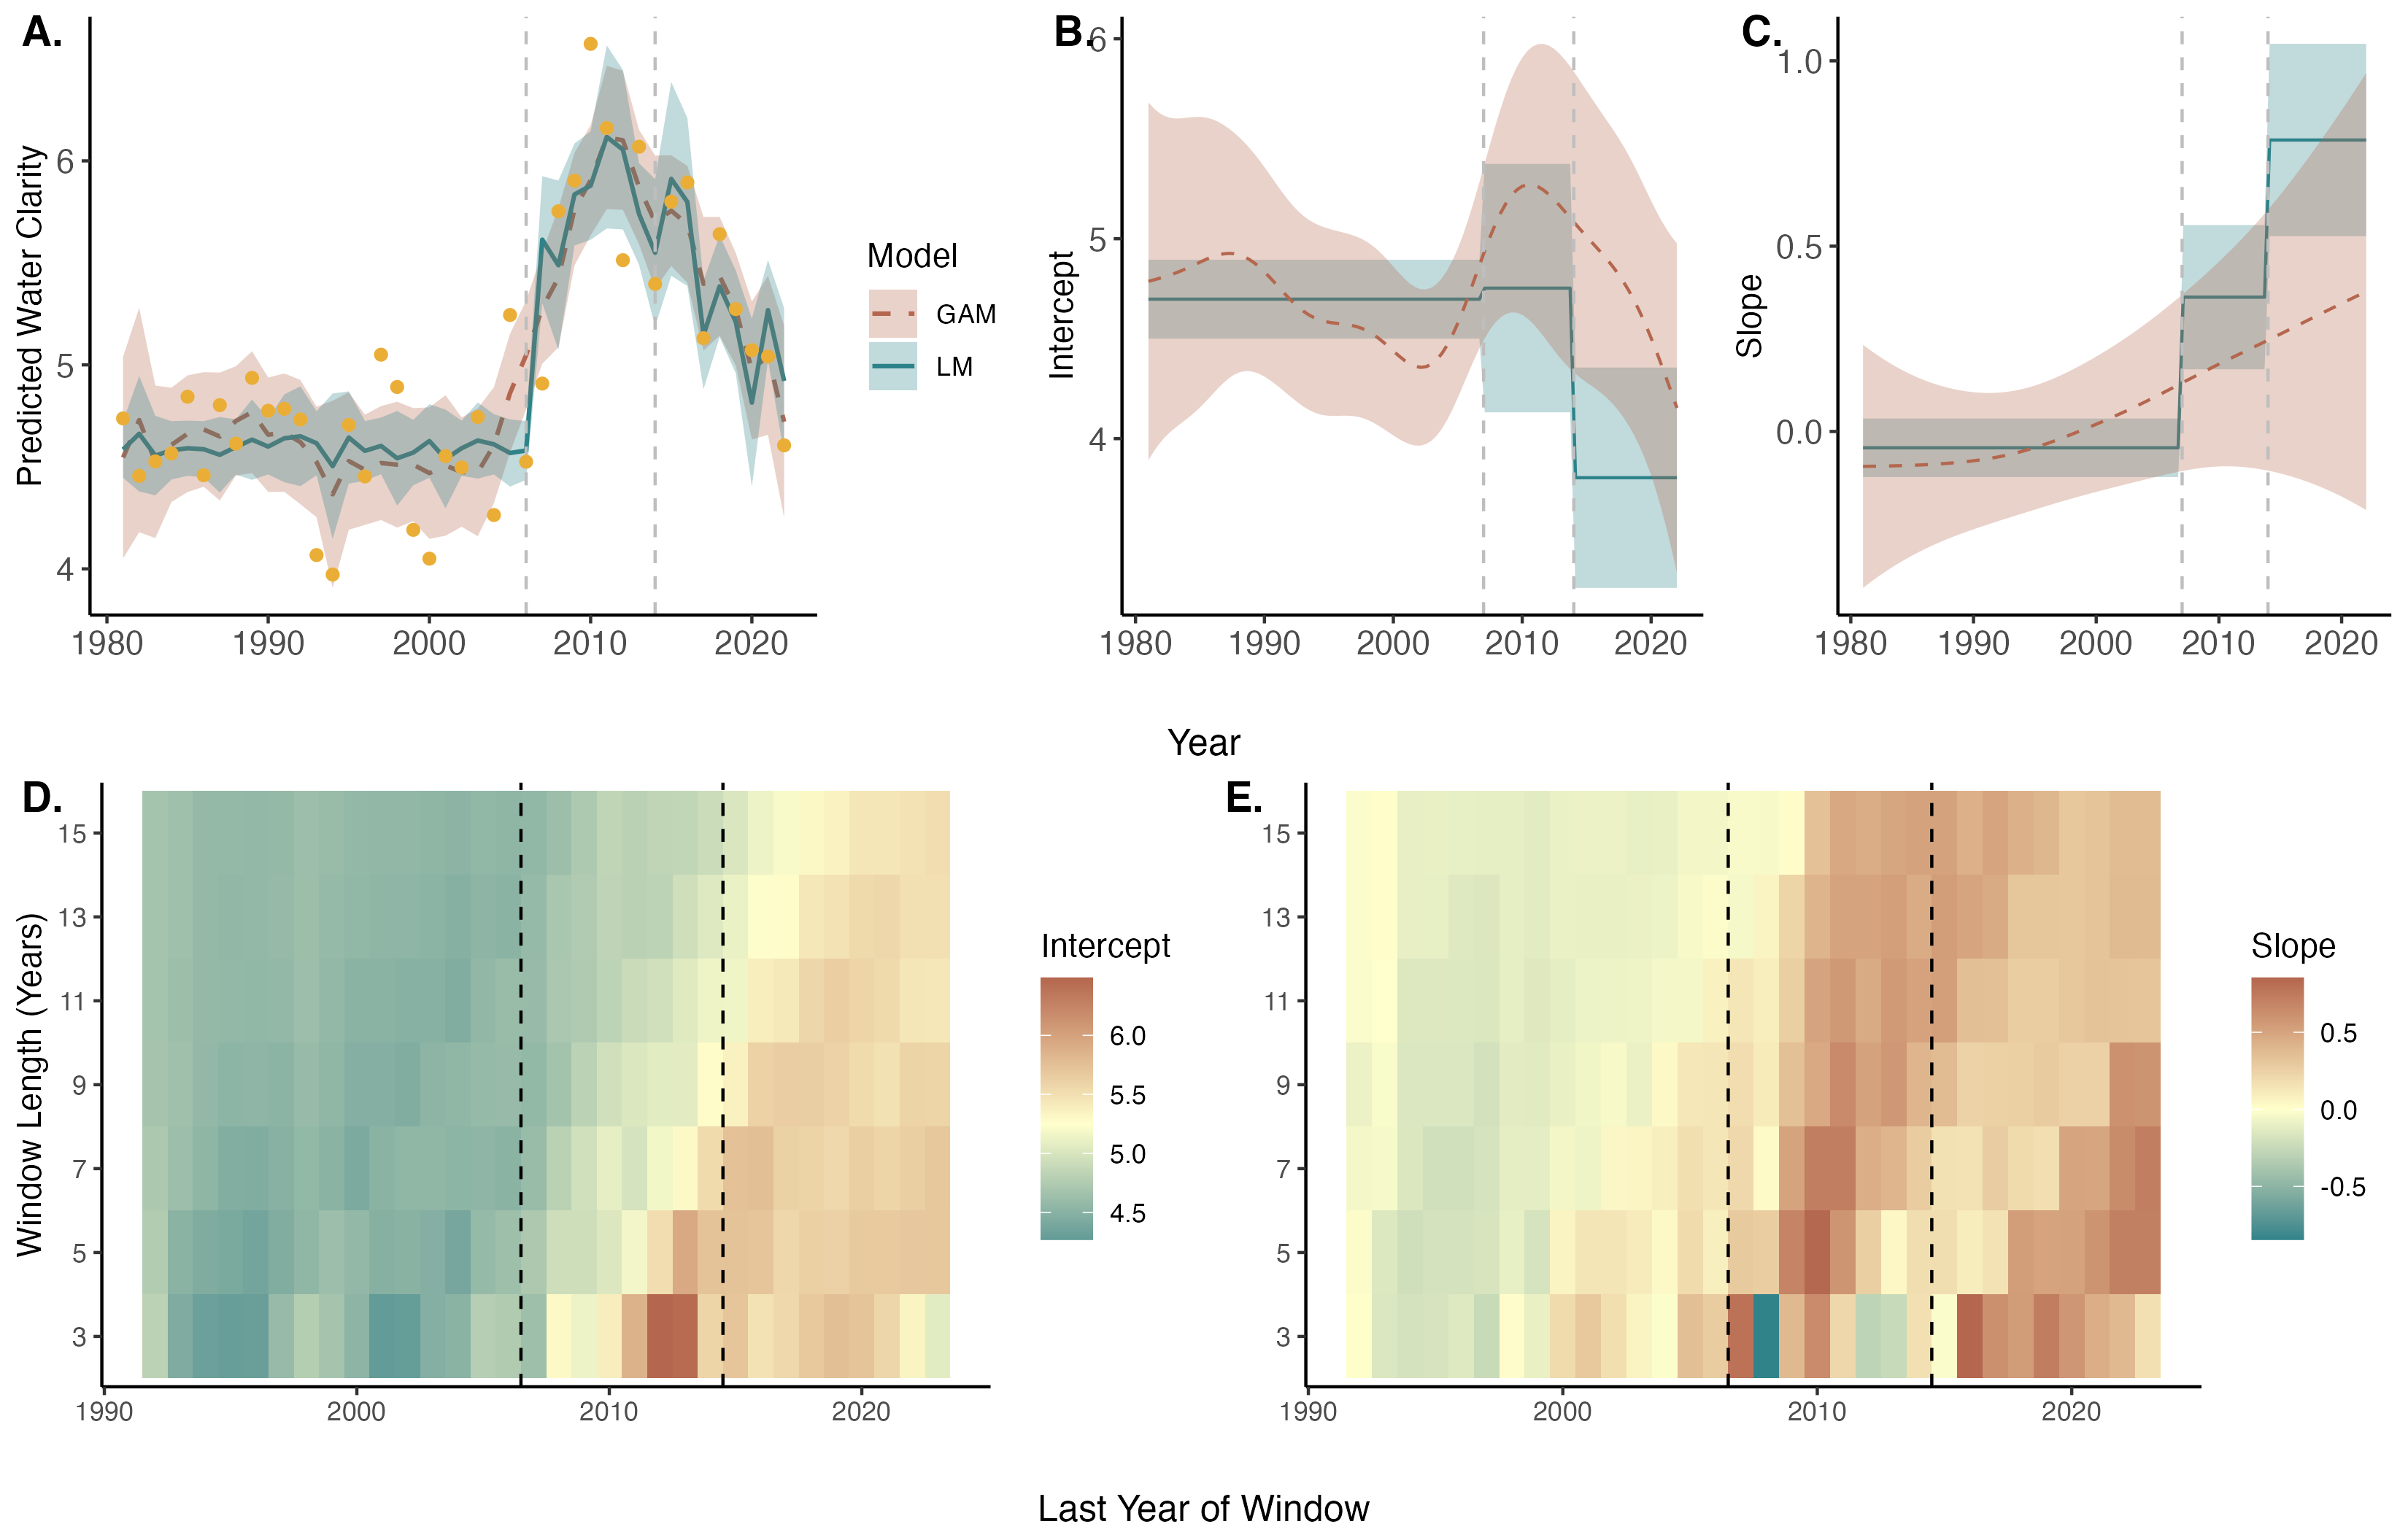 A.
Predicted Water Clarity
6
5
4
1980 1990 2000 2010 2020
Model
GAM
LM
B.
Intercept
6
5
4
1980 1990 2000 2010 2020
C.
Slope
1.0
0.5
0.0
1980 1990 2000 2010 2020
Year
D.
Window Length (Years)
15
13
11
9
7
5
3
1990 2000 2010 2020
Intercept
6.0
5.5
5.0
4.5
E.
15
13
11
9
7
5
3
1990 2000 2010 2020
Slope
0.5
0.0
-0.5
Last Year of Window